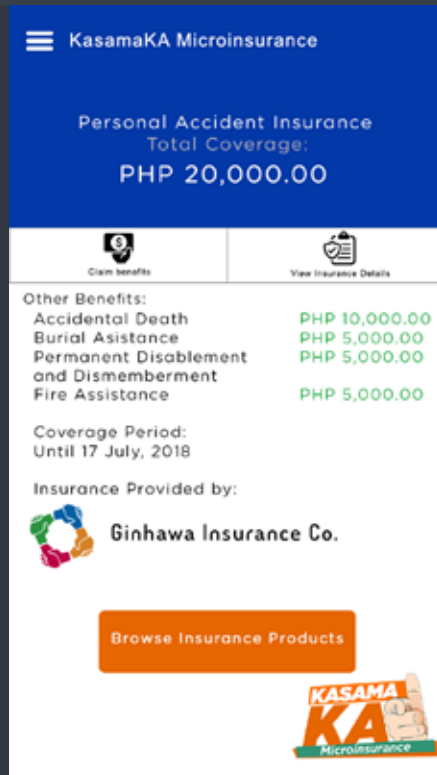 KasamaKA Microinsurance
Personal Accident Insurance
Total Coverage:
PHP 20,000.00
Claim benefits
View Insurance Details
Other Benefits:
Accidental Death PHP 10,000.00
Burial Asistance PHP 5,000.00
Permanent Disablement PHP 5,000.00
and Dismemberment
Fire Assistance PHP 5,000.00
Coverage Period:
Until 17 July, 2018
Insurance Provided by:
Ginhawa Insurance Co.
Browse Insurance Products
KASAMA
KA
Microinsurance